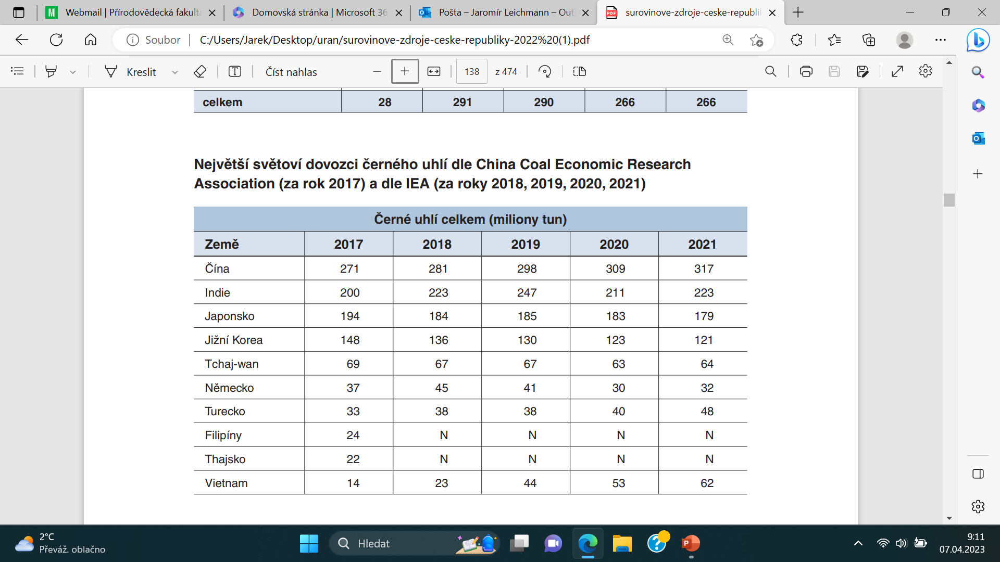 Webmail | Přírodovědecká fakulta
Domovská stránka | Microsoft 36
Pošta – Jaromír Leichmann – Out
surovinove-zdroje-ceske-republik
Soubor
C:/Users/Jarek/Desktop/uran/surovinove-zdroje-ceske-republiky-2022%20(1).pdf
Kreslit
Číst nahlas
138 z 474
celkem 28 291 290 266 266
Největší světoví dovozci černého uhlí dle China Coal Economic Research
Association (za rok 2017) a dle IEA (za roky 2018, 2019, 2020, 2021)
Černé uhlí celkem (miliony tun)
Země 2017 2018 2019 2020 2021
Čína 271 281 298 309 317
Indie 200 223 247 211 223
Japonsko 194 184 185 183 179
Jižní Korea 148 136 130 123 121
Tchaj-wan 69 67 67 63 64
Německo 37 45 41 30 32
Turecko 33 38 38 40 48
Filipíny 24 N N N N
Thajsko 22 N N N N
Vietnam 14 23 44 53 62
2°C
Převáž. oblačno
Hledat
9:11
07.04.2023